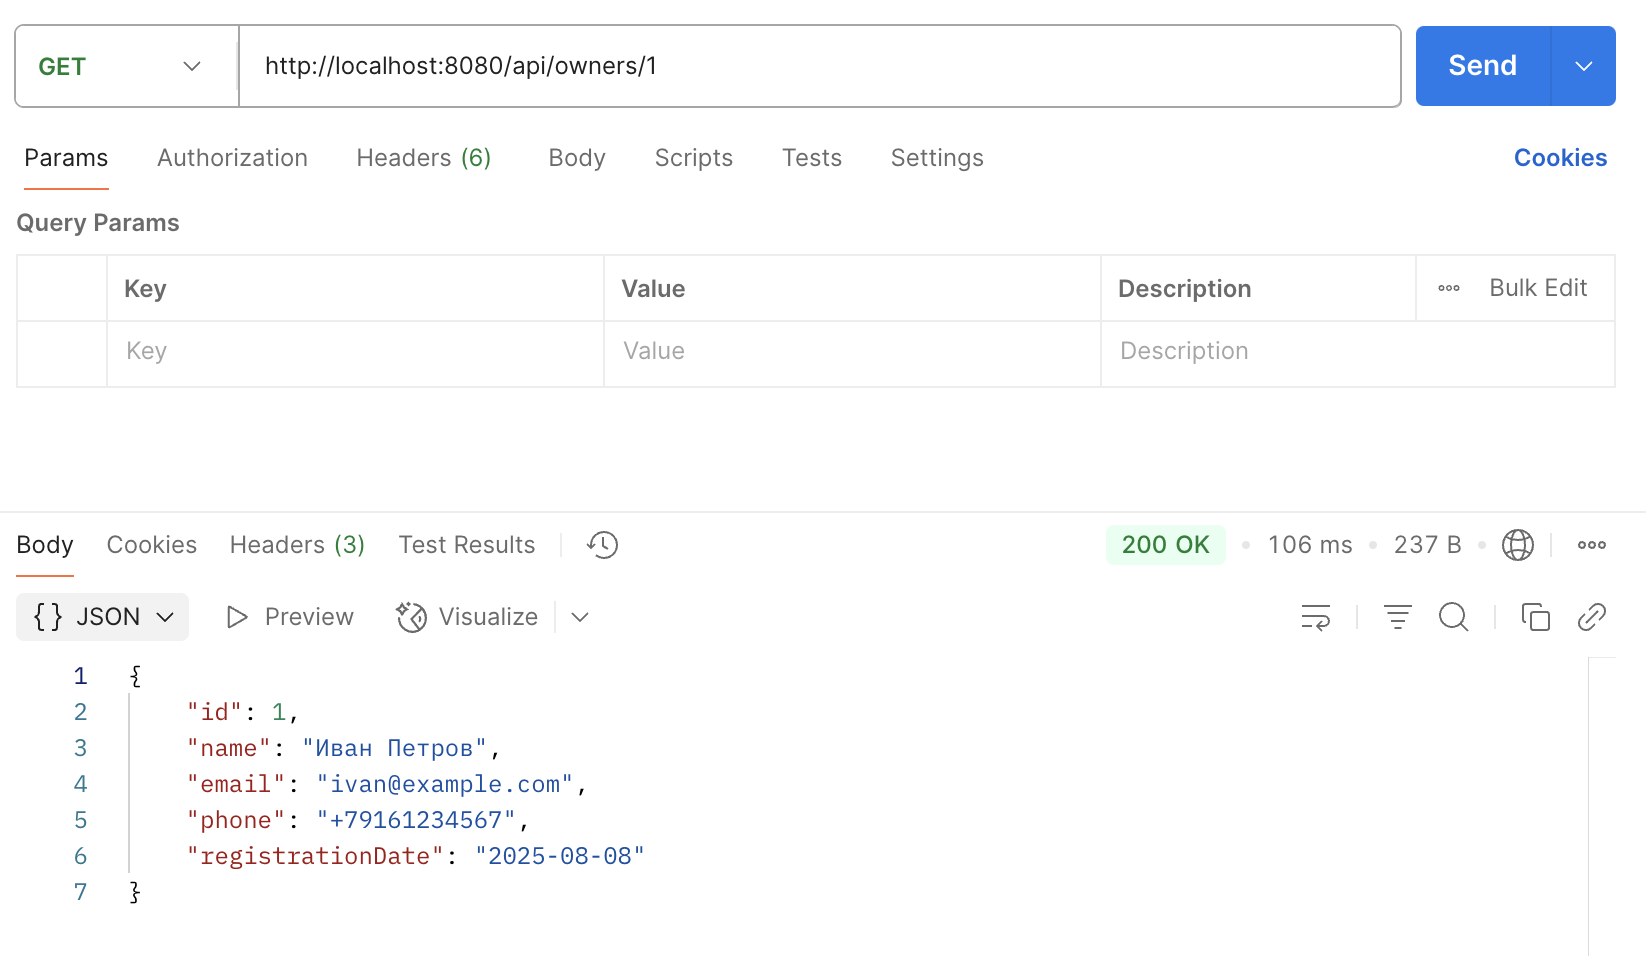 GET http://localhost:8080/api/owners/1 Send
Params Authorization Headers (6) Body Scripts Tests Settings Cookies
Query Params
Key Value Description Bulk Edit
Key Value Description
Body Cookies Headers (3) Test Results 200 OK 106 ms 237 B
{} JSON Preview Visualize
1 {
2 "id": 1,
3 "name": "Иван Петров",
4 "email": "ivan@example.com",
5 "phone": "+79161234567",
6 "registrationDate": "2025-08-08"
7 }